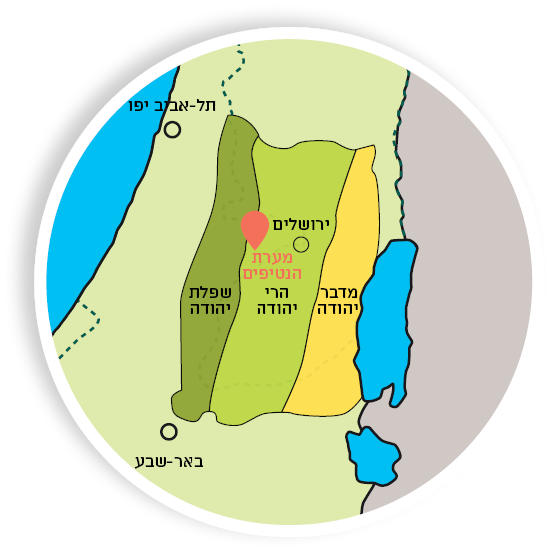 תל-אביב יפו
ירושלים
מערת
הנטיפים
שפלת
יהודה
הרי
יהודה
מדבר
יהודה
באר-שבע